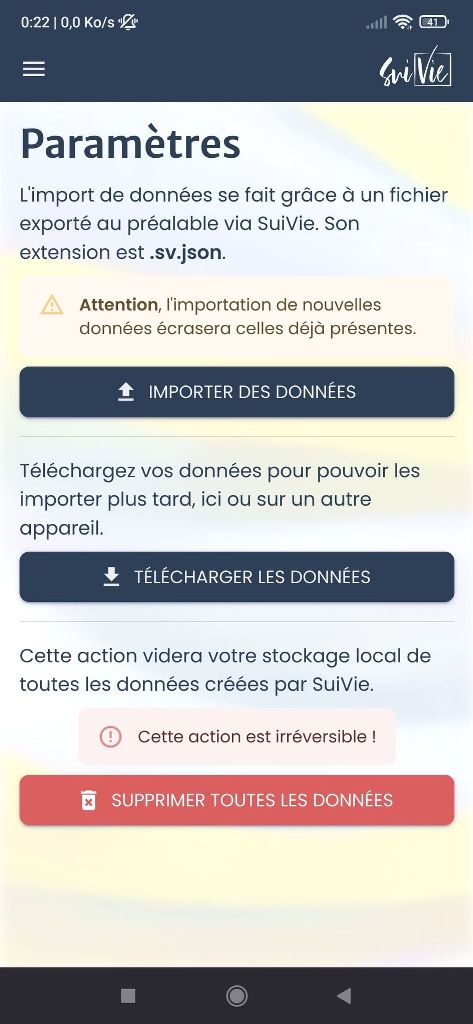 0:22 | 0,0 Ko/s
41
SuiVie
Paramètres
L'import de données se fait grâce à un fichier
exporté au préalable via SuiVie. Son
extension est .sv.json.
Attention, l'importation de nouvelles
données écrasera celles déjà présentes.
IMPORTER DES DONNÉES
Téléchargez vos données pour pouvoir les
importer plus tard, ici ou sur un autre
appareil.
TÉLÉCHARGER LES DONNÉES
Cette action videra votre stockage local de
toutes les données créées par SuiVie.
Cette action est irréversible !
SUPPRIMER TOUTES LES DONNÉES